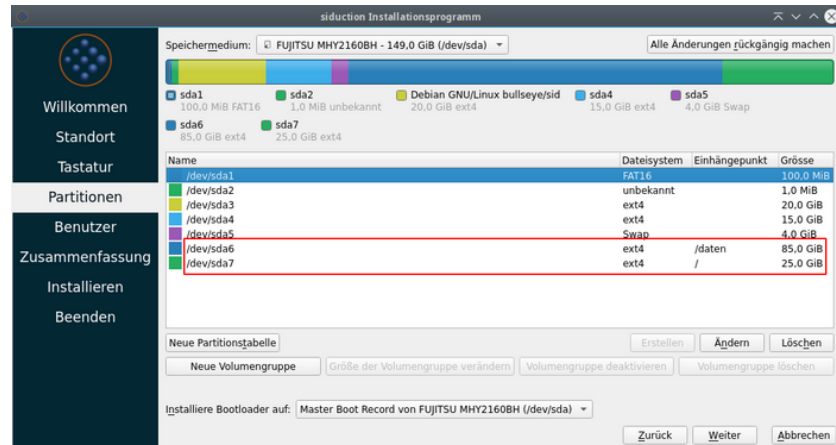 siduction Installationsprogramm
Speichermedium: FUJITSU MHY2160BH - 149,0 GiB (/dev/sda) Alle Änderungen rückgängig machen
sda1 sda2 Debian GNU/Linux bullseye/sid sda4 sda5
100,0 MiB FAT16 1,0 MiB unbekannt 20,0 GiB ext4 15,0 GiB ext4 4,0 GiB Swap
sda6 sda7
85,0 GiB ext4 25,0 GiB ext4
Willkommen
Standort
Tastatur
Partitionen
Benutzer
Zusammenfassung
Installieren
Beenden
Name Dateisystem Einhängepunkt Grösse
/dev/sda1 FAT16 100,0 MiB
/dev/sda2 unbekannt 1,0 MiB
/dev/sda3 ext4 20,0 GiB
/dev/sda4 ext4 15,0 GiB
/dev/sda5 Swap 4,0 GiB
/dev/sda6 ext4 /daten 85,0 GiB
/dev/sda7 ext4 / 25,0 GiB
Neue Partitionstabelle Erstellen Ändern Löschen
Neue Volumengruppe Größe der Volumengruppe verändern Volumengruppe deaktivieren Volumengruppe löschen
Installiere Bootloader auf: Master Boot Record von FUJITSU MHY2160BH (/dev/sda)
Zurück Weiter Abbrechen